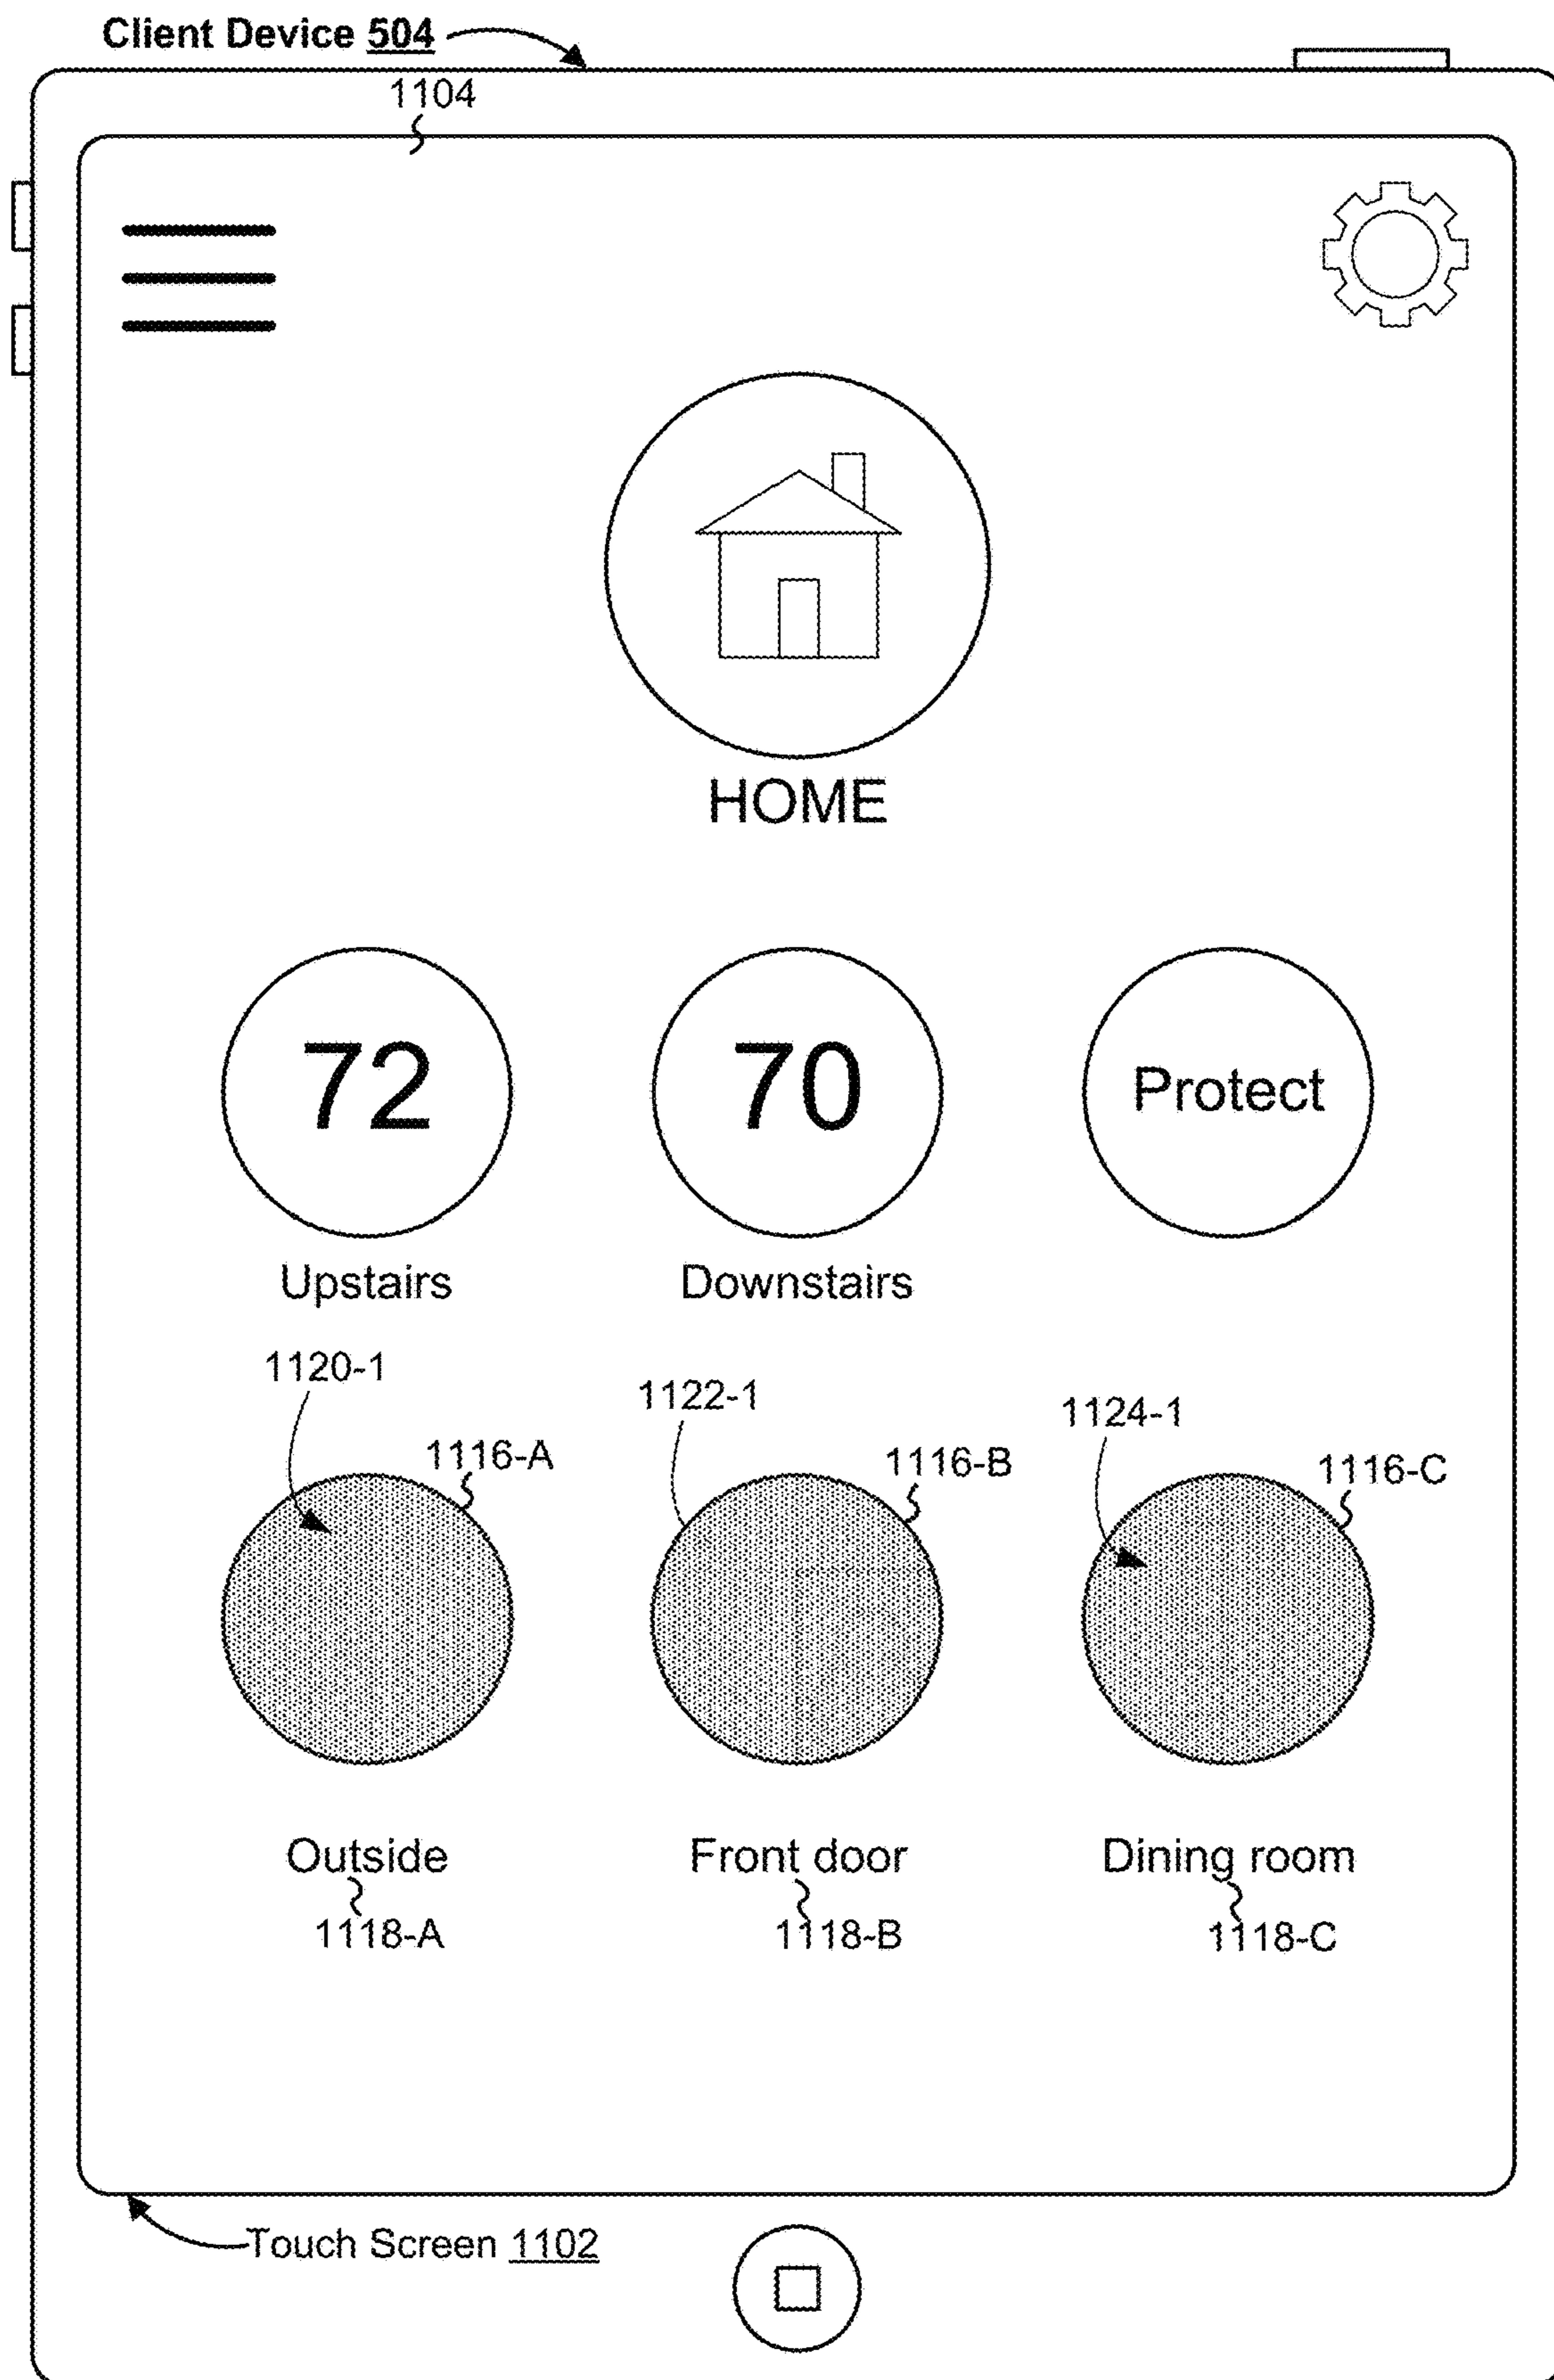 Client Device 504
1104
HOME
72
70
Protect
Upstairs
Downstairs
1120-1
1122-1
1124-1
1116-A
1116-B
1116-C
Outside
Front door
Dining room
1118-A
1118-B
1118-C
Touch Screen 1102